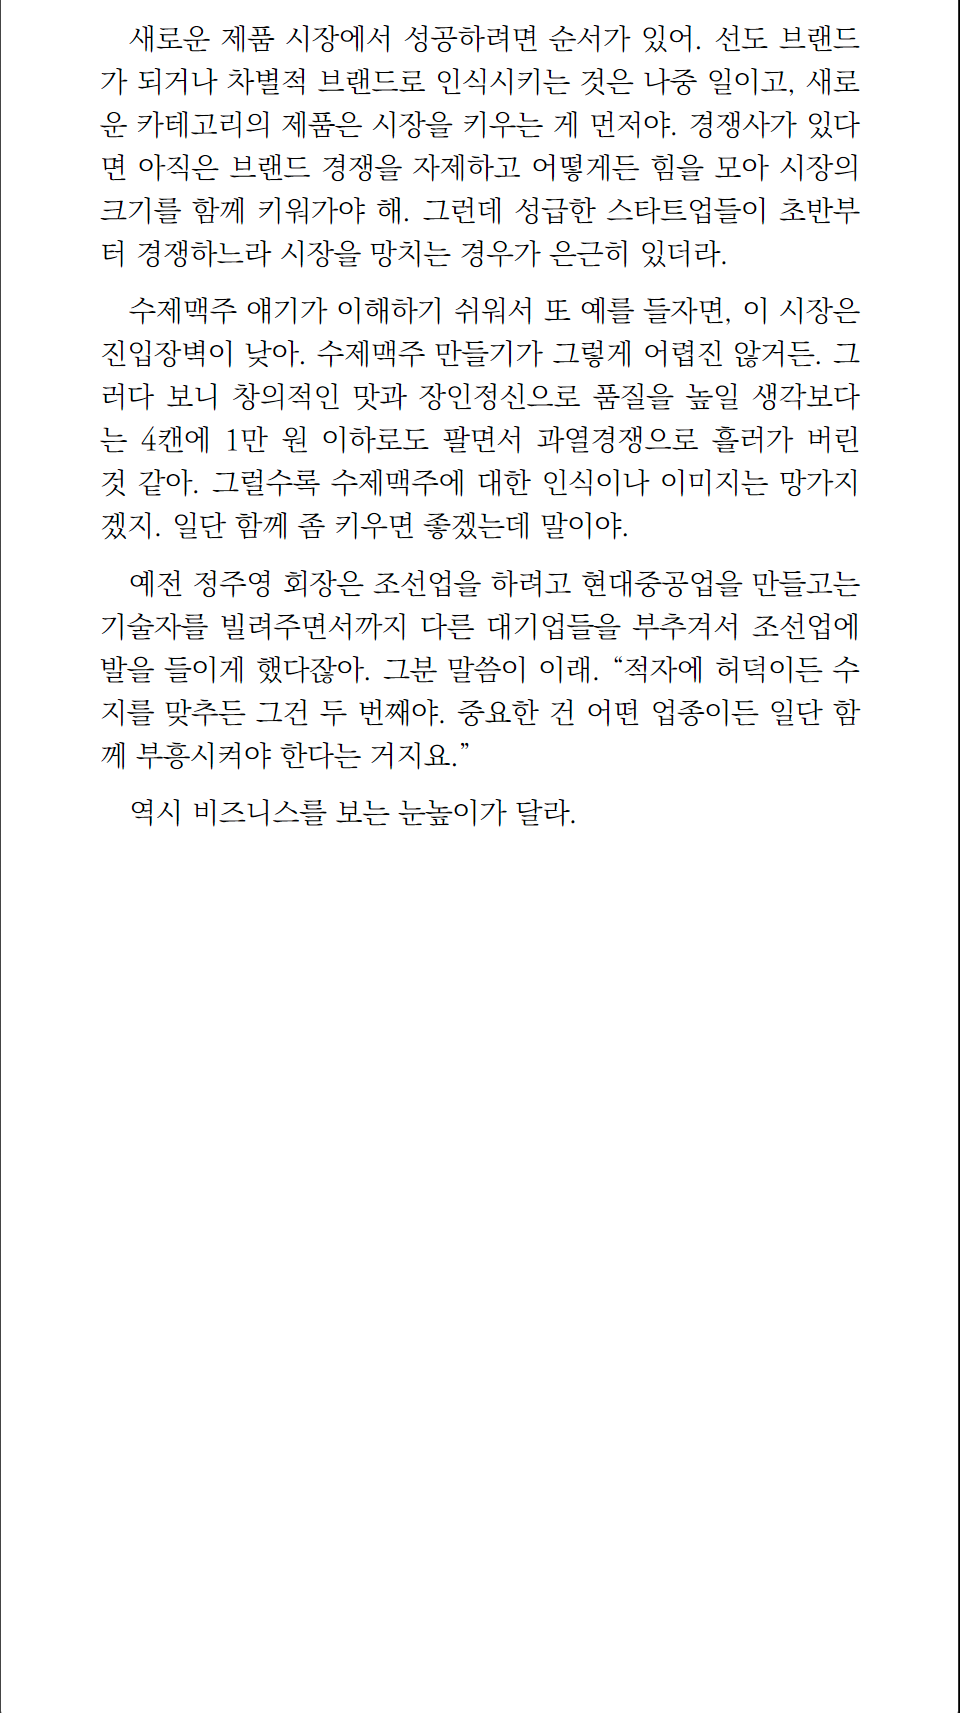 새로운 제품 시장에서 성공하려면 순서가 있어. 선도 브랜드
가 되거나 차별적 브랜드로 인식시키는 것은 나중 일이고, 새로
운 카테고리의 제품은 시장을 키우는 게 먼저야. 경쟁사가 있다
면 아직은 브랜드 경쟁을 자제하고 어떻게든 힘을 모아 시장의
크기를 함께 키워가야 해. 그런데 성급한 스타트업들이 초반부
터 경쟁하느라 시장을 망치는 경우가 은근히 있더라.
수제맥주 얘기가 이해하기 쉬워서 또 예를 들자면, 이 시장은
진입장벽이 낮아. 수제맥주 만들기가 그렇게 어렵진 않거든. 그
러다 보니 창의적인 맛과 장인정신으로 품질을 높일 생각보다
는 4캔에 1만 원 이하로도 팔면서 과열경쟁으로 흘러가 버린
것 같아. 그럴수록 수제맥주에 대한 인식이나 이미지는 망가지
겠지. 일단 함께 좀 키우면 좋겠는데 말이야.
예전 정주영 회장은 조선업을 하려고 현대중공업을 만들고는
기술자를 빌려주면서까지 다른 대기업들을 부추겨서 조선업에
발을 들이게 했다잖아. 그분 말씀이 이래. “적자에 허덕이든 수
지를 맞추든 그건 두 번째야. 중요한 건 어떤 업종이든 일단 함
께 부흥시켜야 한다는 거지요.”
역시 비즈니스를 보는 눈높이가 달라.